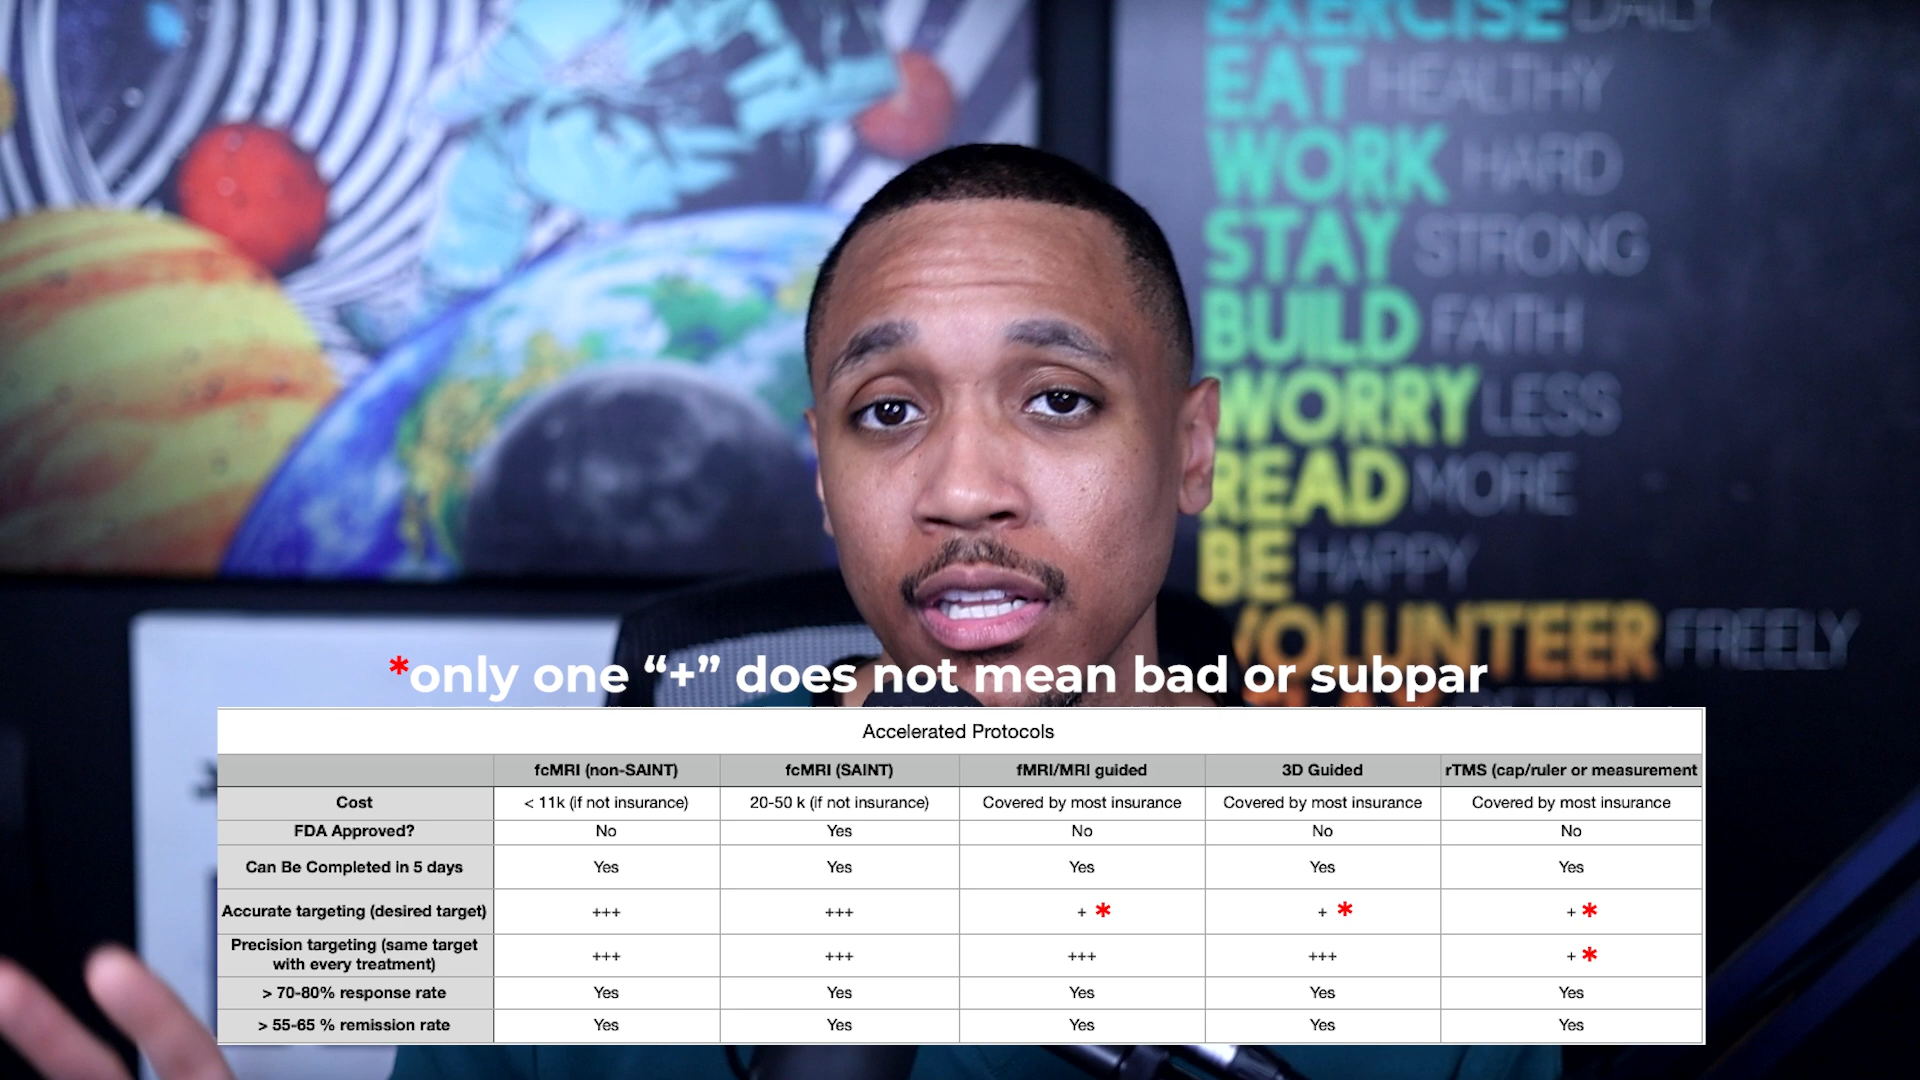 EXERCISE DAILY
EAT HEALTHY
WORK HARD
STAY STRONG
BUILD FAITH
WORRY LESS
READ MORE
BE HAPPY
VOLUNTEER FREELY
*only one “+” does not mean bad or subpar
Accelerated Protocols
fcMRI (non-SAINT) fcMRI (SAINT) fMRI/MRI guided 3D Guided rTMS (cap/ruler or measurement
Cost < 11k (if not insurance) 20-50 k (if not insurance) Covered by most insurance Covered by most insurance Covered by most insurance
FDA Approved? No Yes No No No
Can Be Completed in 5 days Yes Yes Yes Yes Yes
Accurate targeting (desired target) +++ +++ + * + * + *
Precision targeting (same target
with every treatment) +++ +++ +++ +++ + *
> 70-80% response rate Yes Yes Yes Yes Yes
> 55-65 % remission rate Yes Yes Yes Yes Yes